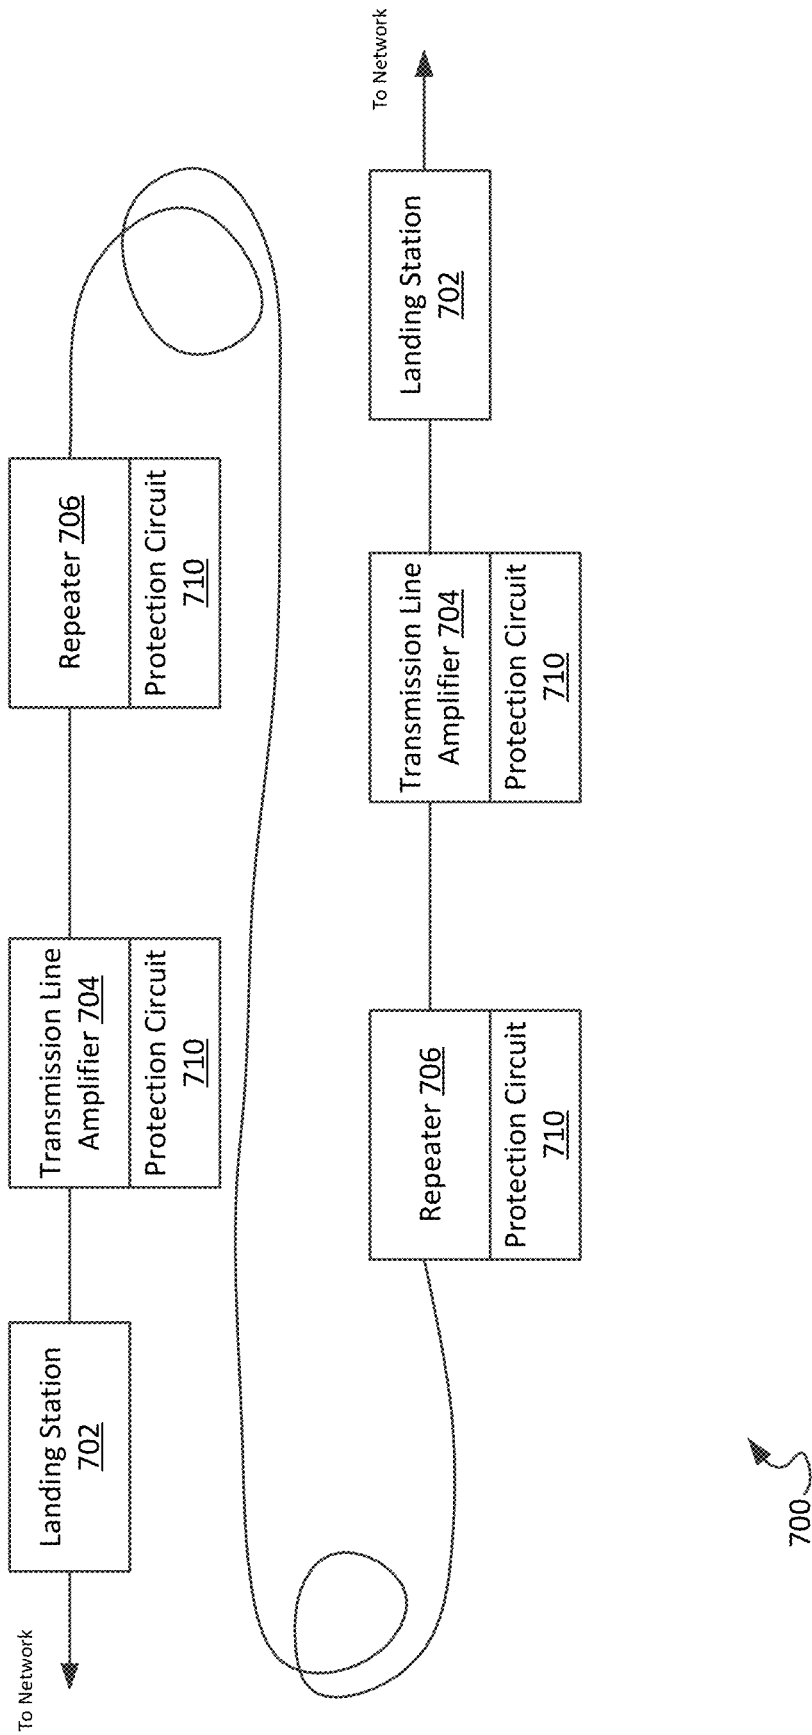 To Network
Landing Station
702
Transmission Line
Amplifier 704
Protection Circuit
710
Repeater 706
Protection Circuit
710
Repeater 706
Protection Circuit
710
Transmission Line
Amplifier 704
Protection Circuit
710
Landing Station
702
To Network
700